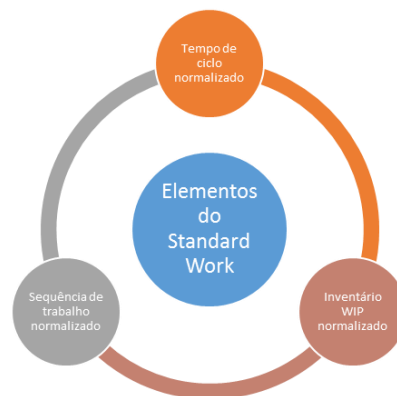 Tempo de
ciclo
normalizado
Elementos
do
Standard
Work
Sequência de
trabalho
normalizado
Inventário
WIP
normalizado